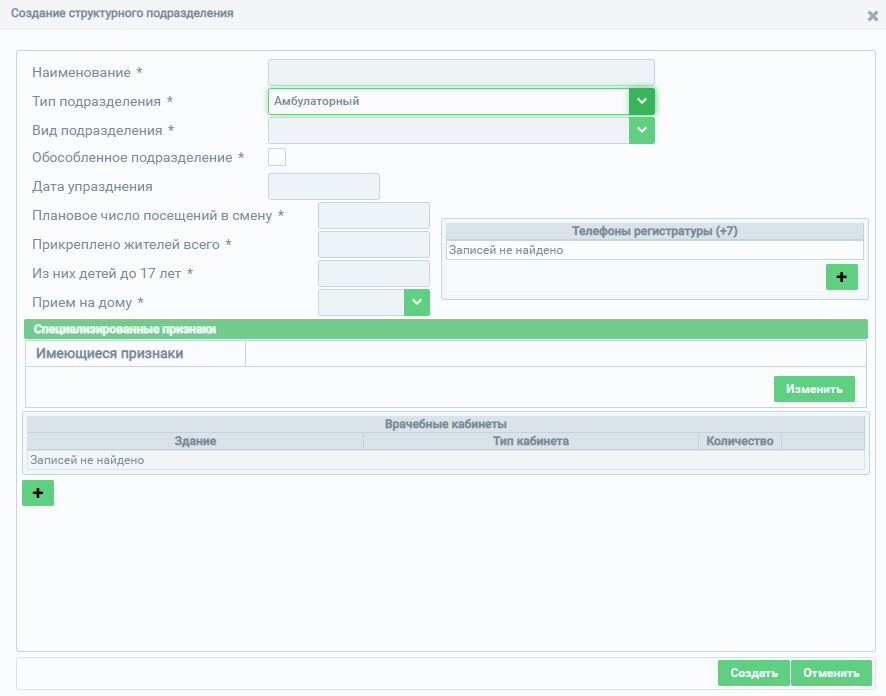 Создание структурного подразделения
Наименование *
Тип подразделения *
Амбулаторный
Вид подразделения *
Обособленное подразделение *
Дата упразднения
Плановое число посещений в смену *
Прикреплено жителей всего *
Из них детей до 17 лет *
Прием на дому *
Телефоны регистратуры (+7)
Записей не найдено
Специализированные признаки
Имеющиеся признаки
Изменить
Врачебные кабинеты
Здание Тип кабинета Количество
Записей не найдено
Создать Отменить